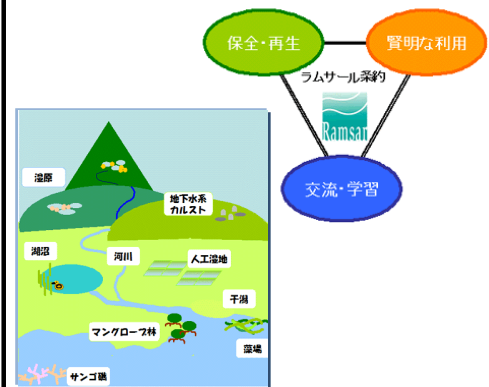 保全・再生
賢明な利用
ラムサール条約
Ramsar
交流・学習
湿原
地下水系
カルスト
湖沼
河川
人工湿地
干潟
マングローブ林
藻場
サンゴ礁